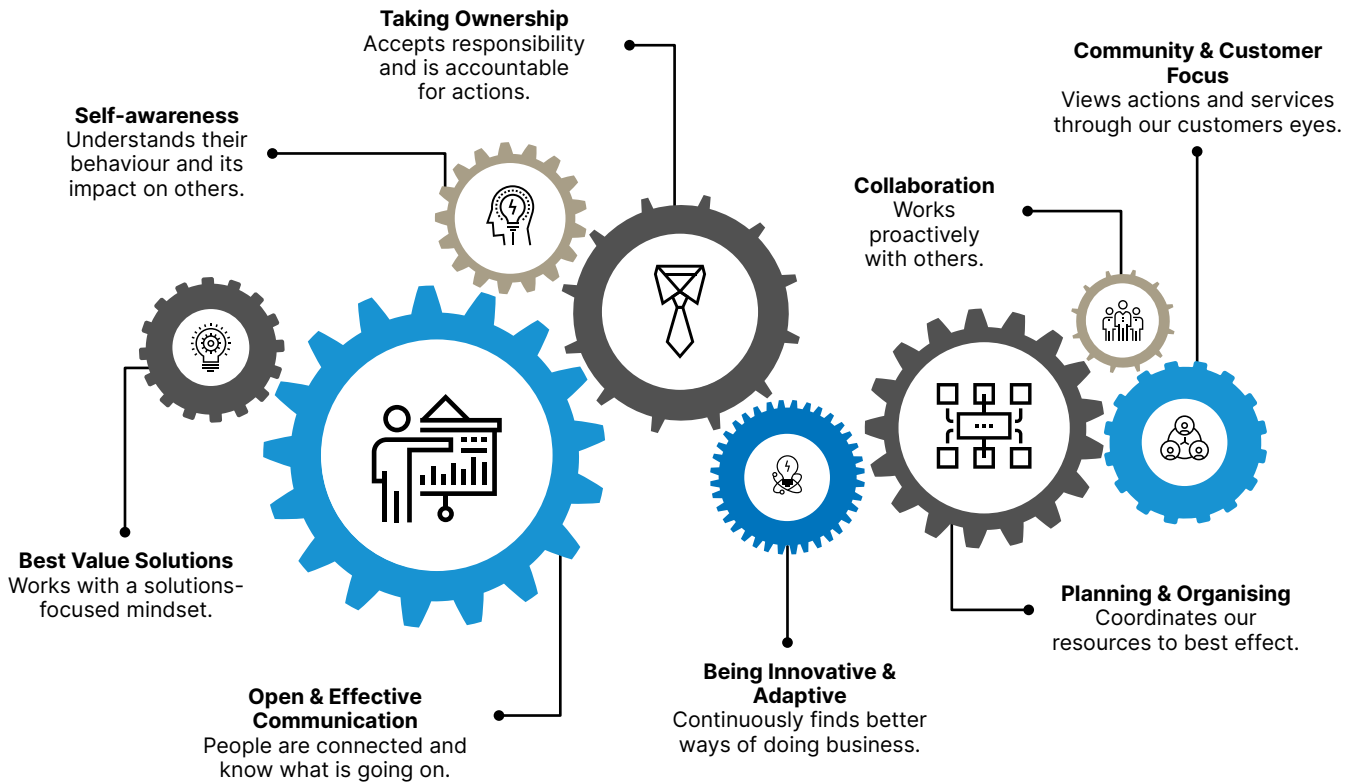 Taking Ownership
Accepts responsibility
and is accountable
for actions.
Community & Customer
Focus
Views actions and services
through our customers eyes.
Self-awareness
Understands their
behaviour and its
impact on others.
Collaboration
Works
proactively
with others.
Best Value Solutions
Works with a solutions-
focused mindset.
Planning & Organising
Coordinates our
resources to best effect.
Being Innovative &
Adaptive
Continuously finds better
ways of doing business.
Open & Effective
Communication
People are connected and
know what is going on.